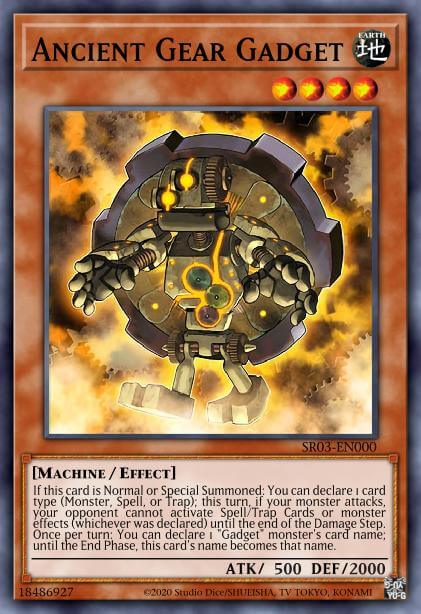 ANCIENT GEAR GADGET
EARTH
地
SR03-EN000
[MACHINE / EFFECT]
If this card is Normal or Special Summoned: You can declare 1 card
type (Monster, Spell, or Trap); this turn, if your monster attacks,
your opponent cannot activate Spell/Trap Cards or monster
effects (whichever was declared) until the end of the Damage Step.
Once per turn: You can declare 1 "Gadget" monster's card name;
until the End Phase, this card's name becomes that name.
ATK/ 500 DEF/2000
18486927
©2020 Studio Dice/SHUEISHA, TV TOKYO, KONAMI